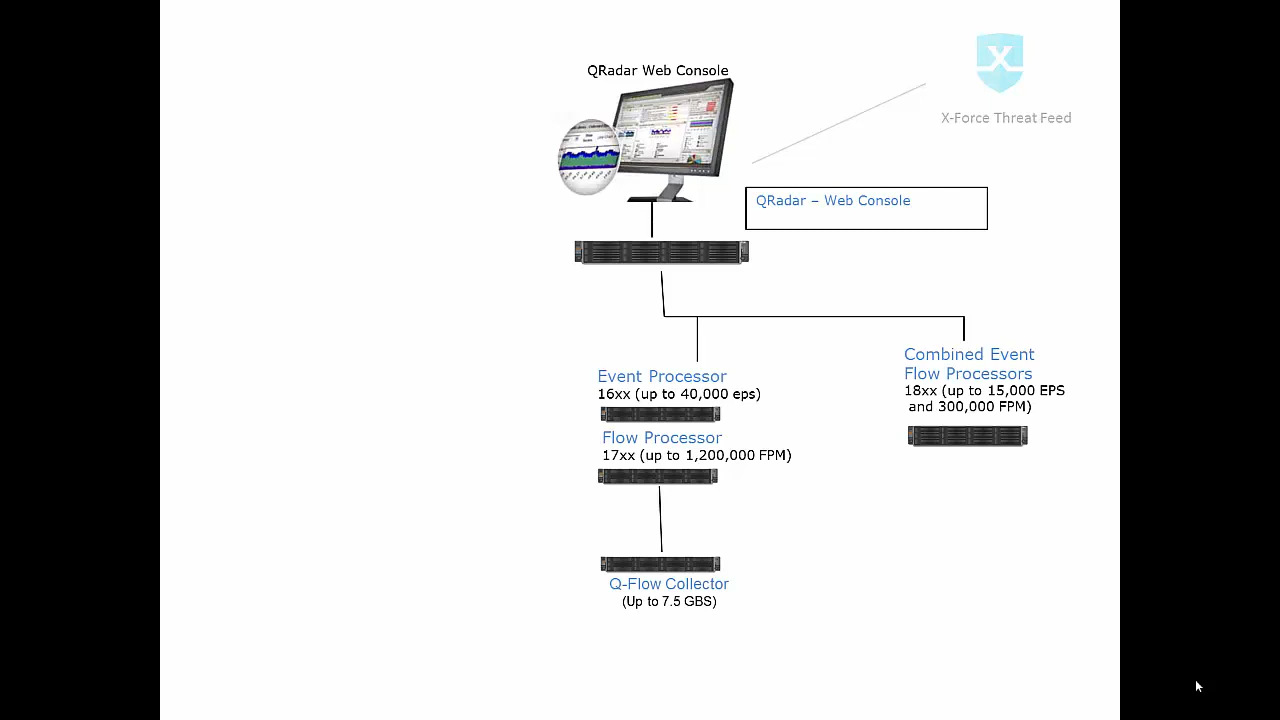 QRadar Web Console
X
X-Force Threat Feed
QRadar – Web Console
Combined Event
Flow Processors
18xx (up to 15,000 EPS
and 300,000 FPM)
Event Processor
16xx (up to 40,000 eps)
Flow Processor
17xx (up to 1,200,000 FPM)
Q-Flow Collector
(Up to 7.5 GBS)